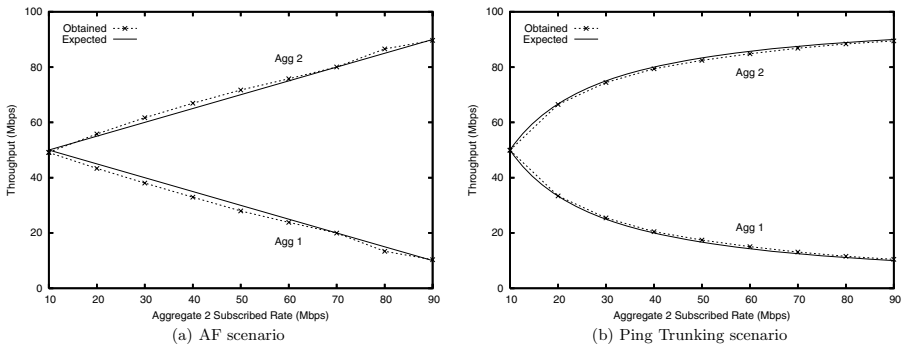 100
80
60
40
20
0
Throughput (Mbps)
Obtained
Expected
Agg 2
Agg 1
10 20 30 40 50 60 70 80 90
Aggregate 2 Subscribed Rate (Mbps)
(a) AF scenario
100
80
60
40
20
0
Throughput (Mbps)
Obtained
Expected
Agg 2
Agg 1
10 20 30 40 50 60 70 80 90
Aggregate 2 Subscribed Rate (Mbps)
(b) Ping Trunking scenario